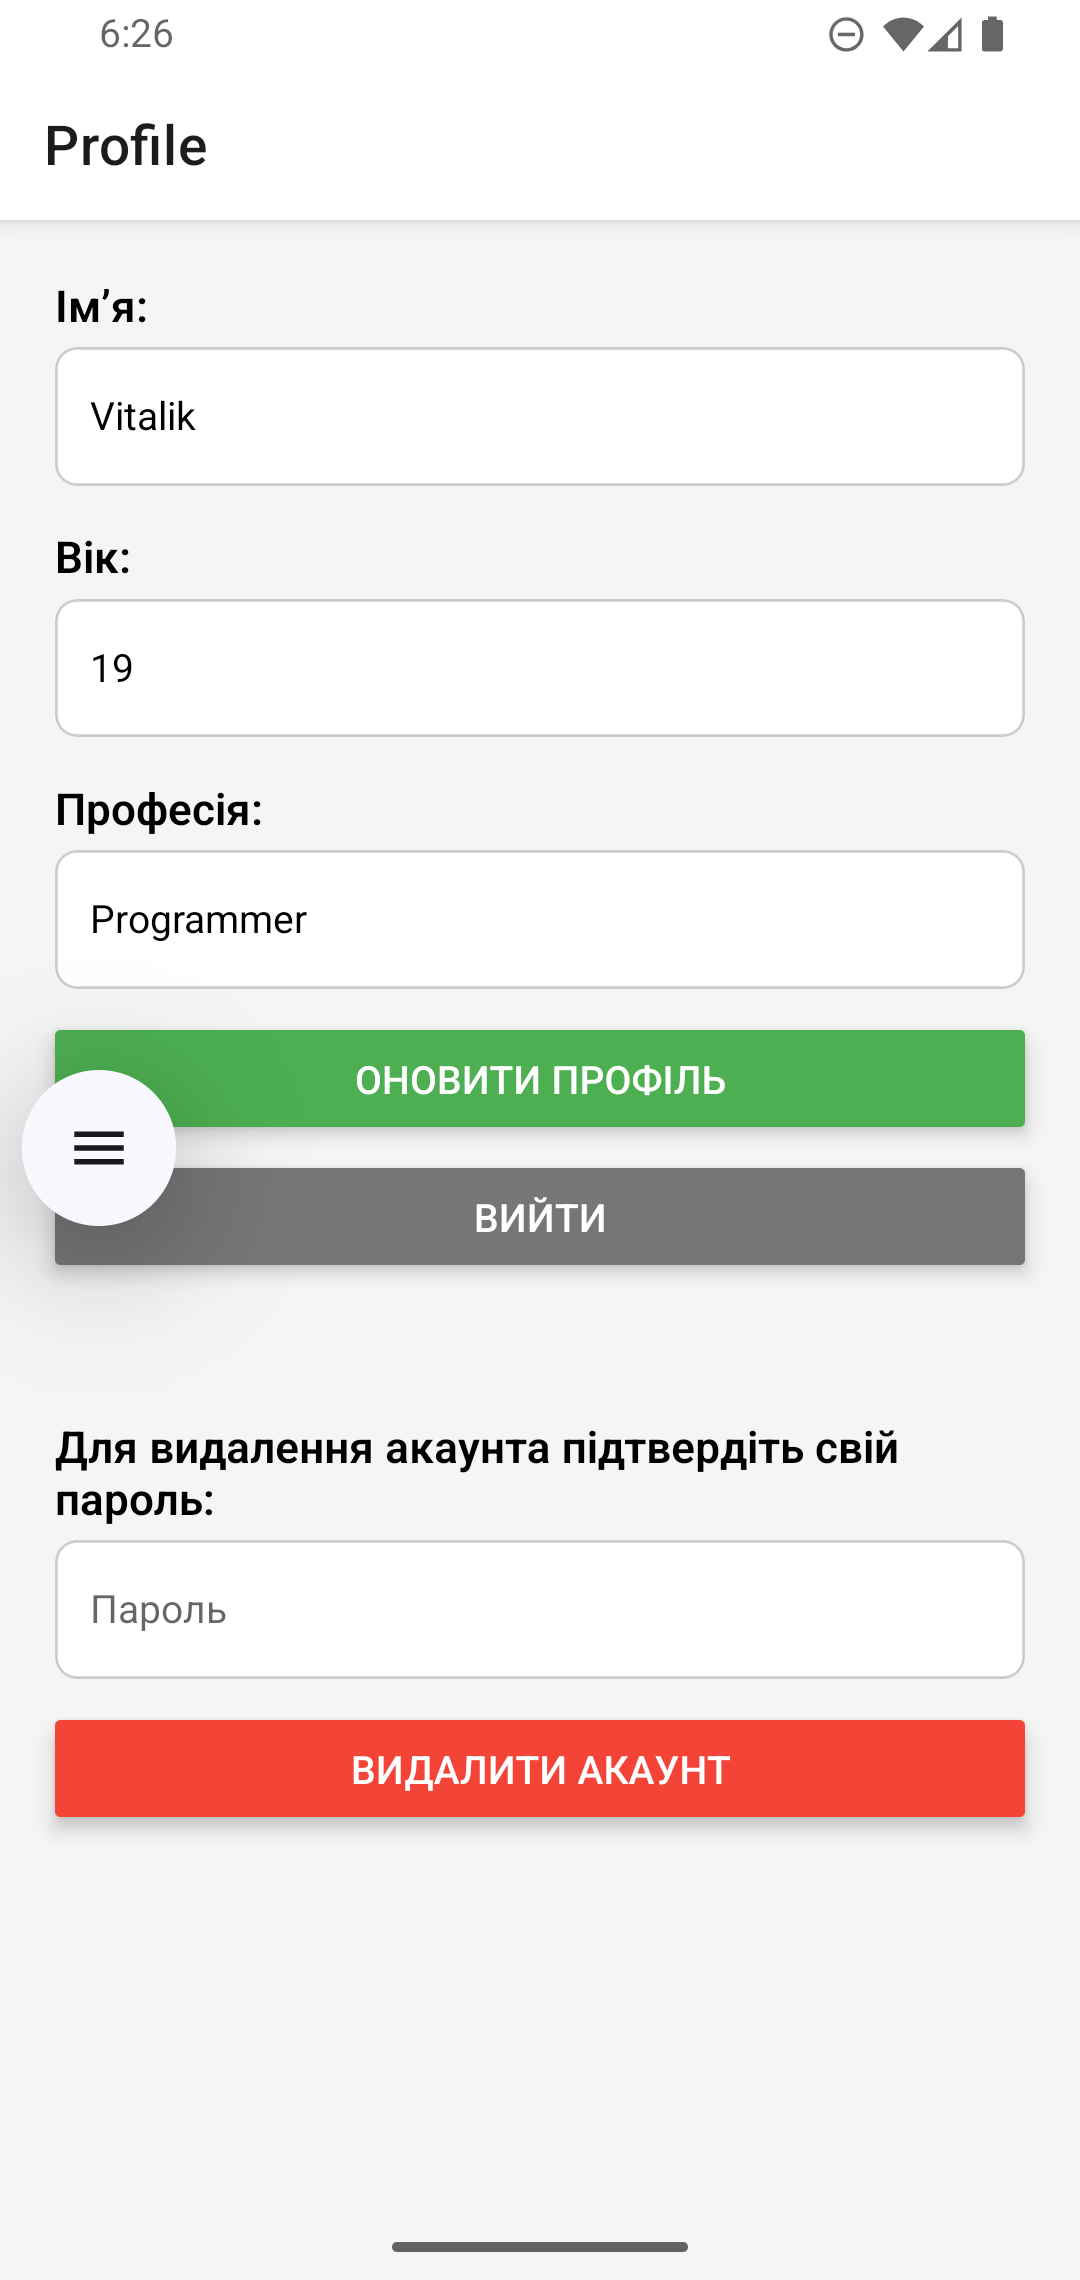 6:26
Profile
Ім’я:
Vitalik
Вік:
19
Професія:
Programmer
ОНОВИТИ ПРОФІЛЬ
ВИЙТИ
Для видалення акаунта підтвердіть свій
пароль:
Пароль
ВИДАЛИТИ АКАУНТ